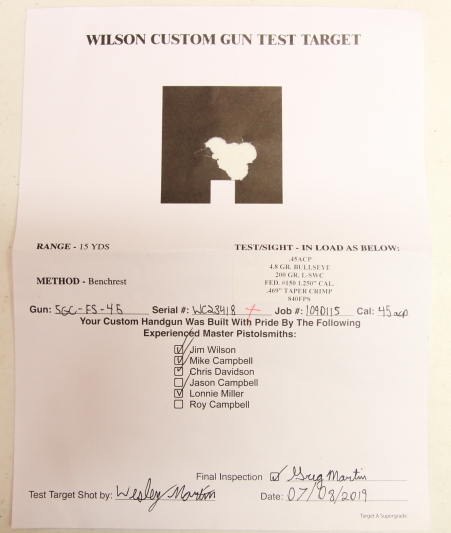 WILSON CUSTOM GUN TEST TARGET
RANGE - 15 YDS
TEST/SIGHT - IN LOAD AS BELOW:
.45ACP
4.8 GR. BULLSEYE
200 GR. L-SWC
FED. #150 1.250" CAL.
.469" TAPER CRIMP
840FPS
METHOD - Benchrest
Gun: SGC-FS-45 Serial #: WC23418 Job #: 1090115 Cal: 45 acp
Your Custom Handgun Was Built With Pride By The Following
Experienced Master Pistolsmiths:
Jim Wilson
Mike Campbell
Chris Davidson
Jason Campbell
Lonnie Miller
Roy Campbell
Final Inspection Greg Martin
Test Target Shot by: Wesley Martin Date: 07/08/2019
Target A Supergrade